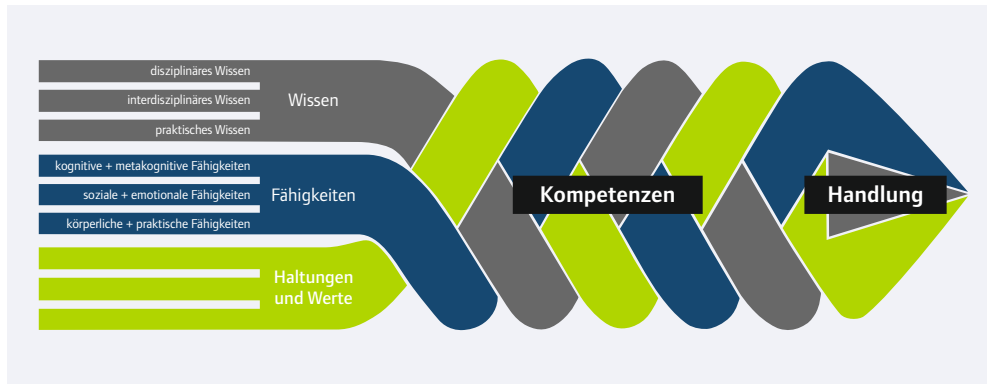 disziplinäres Wissen
interdisziplinäres Wissen
praktisches Wissen
Wissen
kognitive + metakognitive Fähigkeiten
soziale + emotionale Fähigkeiten
körperliche + praktische Fähigkeiten
Fähigkeiten
Haltungen
und Werte
Kompetenzen
Handlung